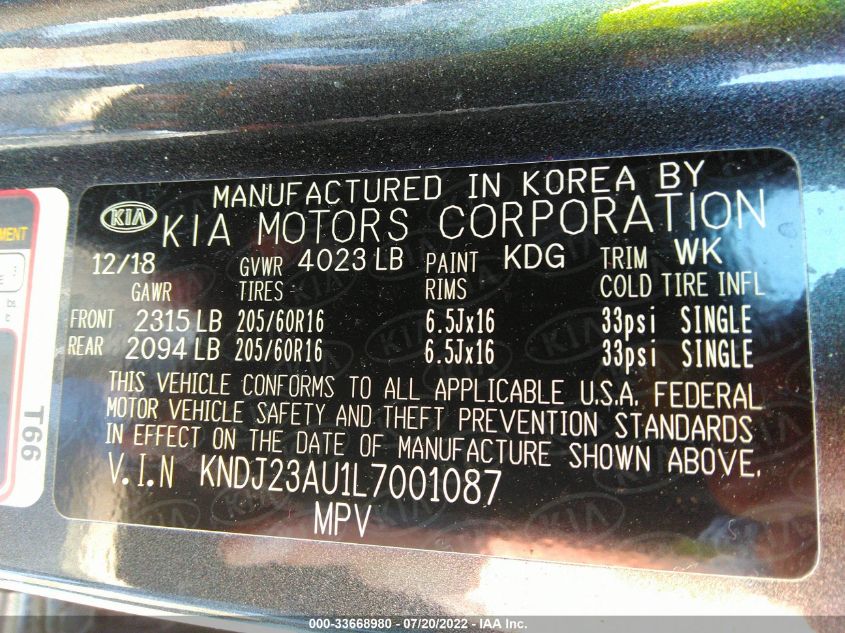 MANUFACTURED IN KOREA BY
KIA KIA MOTORS CORPORATION
12/18 GVWR 4023 LB PAINT KDG TRIM WK
GAWR TIRES RIMS COLD TIRE INFL
FRONT 2315 LB 205/60R16 6.5Jx16 33psi SINGLE
REAR 2094 LB 205/60R16 6.5Jx16 33psi SINGLE
THIS VEHICLE CONFORMS TO ALL APPLICABLE U.S.A. FEDERAL
MOTOR VEHICLE SAFETY AND THEFT PREVENTION STANDARDS
IN EFFECT ON THE DATE OF MANUFACTURE SHOWN ABOVE.
V.I.N KNDJ23AU1L7001087
MPV
T66
000-33668980 - 07/20/2022 - IAA Inc.